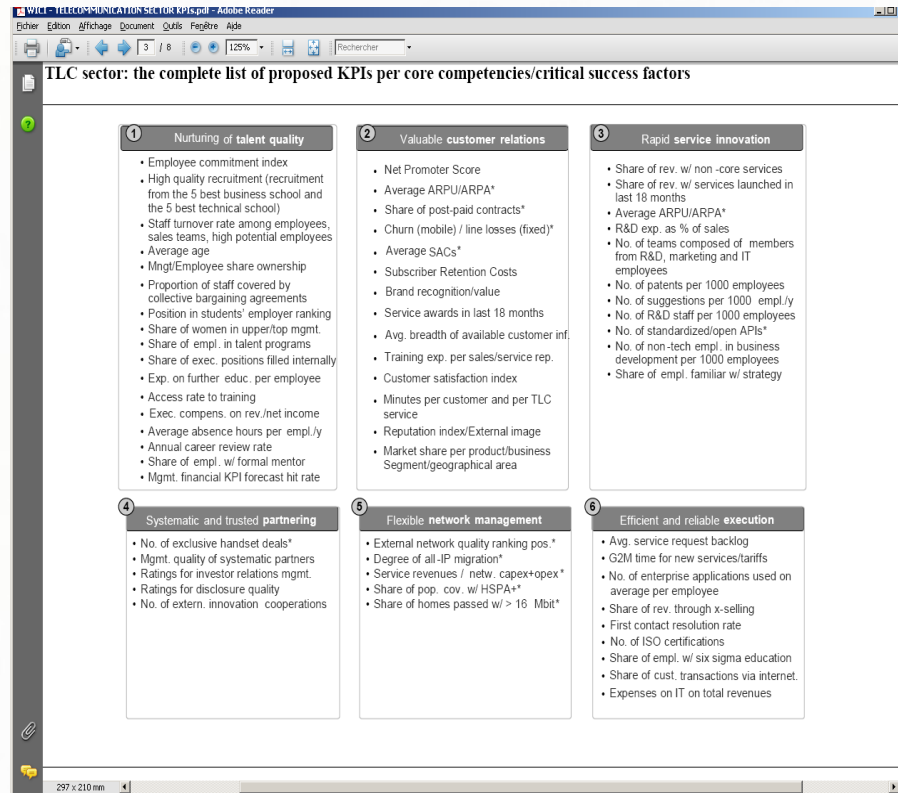 WICI - TELECOMMUNICATION SECTOR KPIs.pdf - Adobe Reader
Fichier Edition Affichage Document Outils Fenêtre Aide
3 / 8 125% Rechercher
TLC sector: the complete list of proposed KPIs per core competencies/critical success factors
1 Nurturing of talent quality
• Employee commitment index
• High quality recruitment (recruitment
from the 5 best business school and
the 5 best technical school)
• Staff turnover rate among employees,
sales teams, high potential employees
• Average age
• Mngt/Employee share ownership
• Proportion of staff covered by
collective bargaining agreements
• Position in students' employer ranking
• Share of women in upper/top mgmt.
• Share of empl. in talent programs
• Share of exec. positions filled internally
• Exp. on further educ. per employee
• Access rate to training
• Exec. compens. on rev./net income
• Average absence hours per empl./y
• Annual career review rate
• Share of empl. w/ formal mentor
• Mgmt. financial KPI forecast hit rate
2 Valuable customer relations
• Net Promoter Score
• Average ARPU/ARPA*
• Share of post-paid contracts*
• Churn (mobile) / line losses (fixed)*
• Average SACs*
• Subscriber Retention Costs
• Brand recognition/value
• Service awards in last 18 months
• Avg. breadth of available customer inf.
• Training exp. per sales/service rep.
• Customer satisfaction index
• Minutes per customer and per TLC
service
• Reputation index/External image
• Market share per product/business
Segment/geographical area
3 Rapid service innovation
• Share of rev. w/ non -core services
• Share of rev. w/ services launched in
last 18 months
• Average ARPU/ARPA*
• R&D exp. as % of sales
• No. of teams composed of members
from R&D, marketing and IT
employees
• No. of patents per 1000 employees
• No. of suggestions per 1000 empl./y
• No. of R&D staff per 1000 employees
• No. of standardized/open APIs*
• No. of non-tech empl. in business
development per 1000 employees
• Share of empl. familiar w/ strategy
4 Systematic and trusted partnering
• No. of exclusive handset deals*
• Mgmt. quality of systematic partners
• Ratings for investor relations mgmt.
• Ratings for disclosure quality
• No. of extern. innovation cooperations
5 Flexible network management
• External network quality ranking pos.*
• Degree of all-IP migration*
• Service revenues / netw. capex+opex*
• Share of pop. cov. w/ HSPA+*
• Share of homes passed w/ > 16 Mbit*
6 Efficient and reliable execution
• Avg. service request backlog
• G2M time for new services/tariffs
• No. of enterprise applications used on
average per employee
• Share of rev. through x-selling
• First contact resolution rate
• No. of ISO certifications
• Share of empl. w/ six sigma education
• Share of cust. transactions via internet.
• Expenses on IT on total revenues
297 x 210 mm